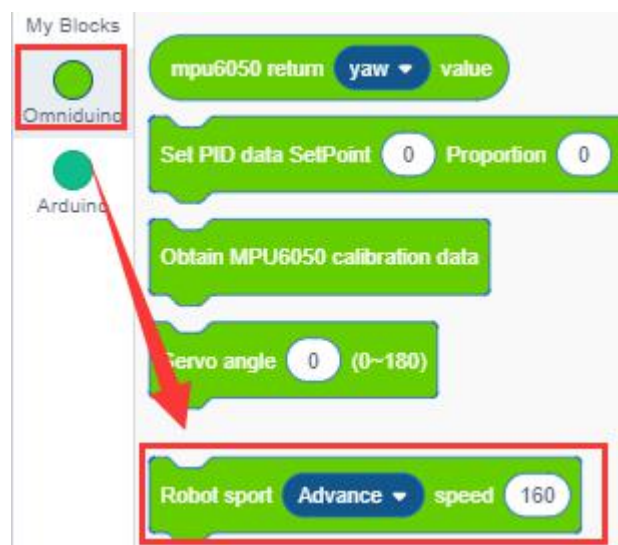 My Blocks
Omniduino
Arduino
mpu6050 return yaw value
Set PID data SetPoint 0 Proportion 0
Obtain MPU6050 calibration data
Servo angle 0 (0~180)
Robot sport Advance speed 160